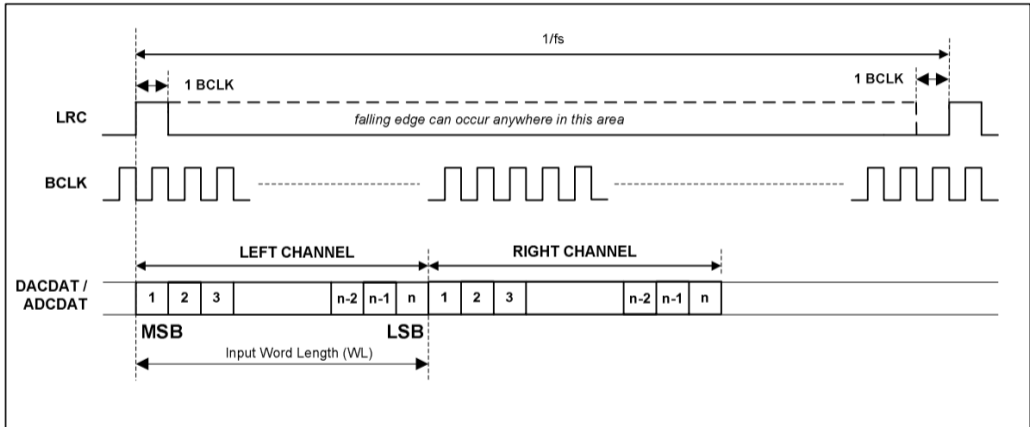 1/fs
1 BCLK
1 BCLK
LRC
falling edge can occur anywhere in this area
BCLK
LEFT CHANNEL
RIGHT CHANNEL
DACDAT /
ADCDAT
1 2 3 n-2 n-1 n 1 2 3 n-2 n-1 n
MSB
LSB
Input Word Length (WL)